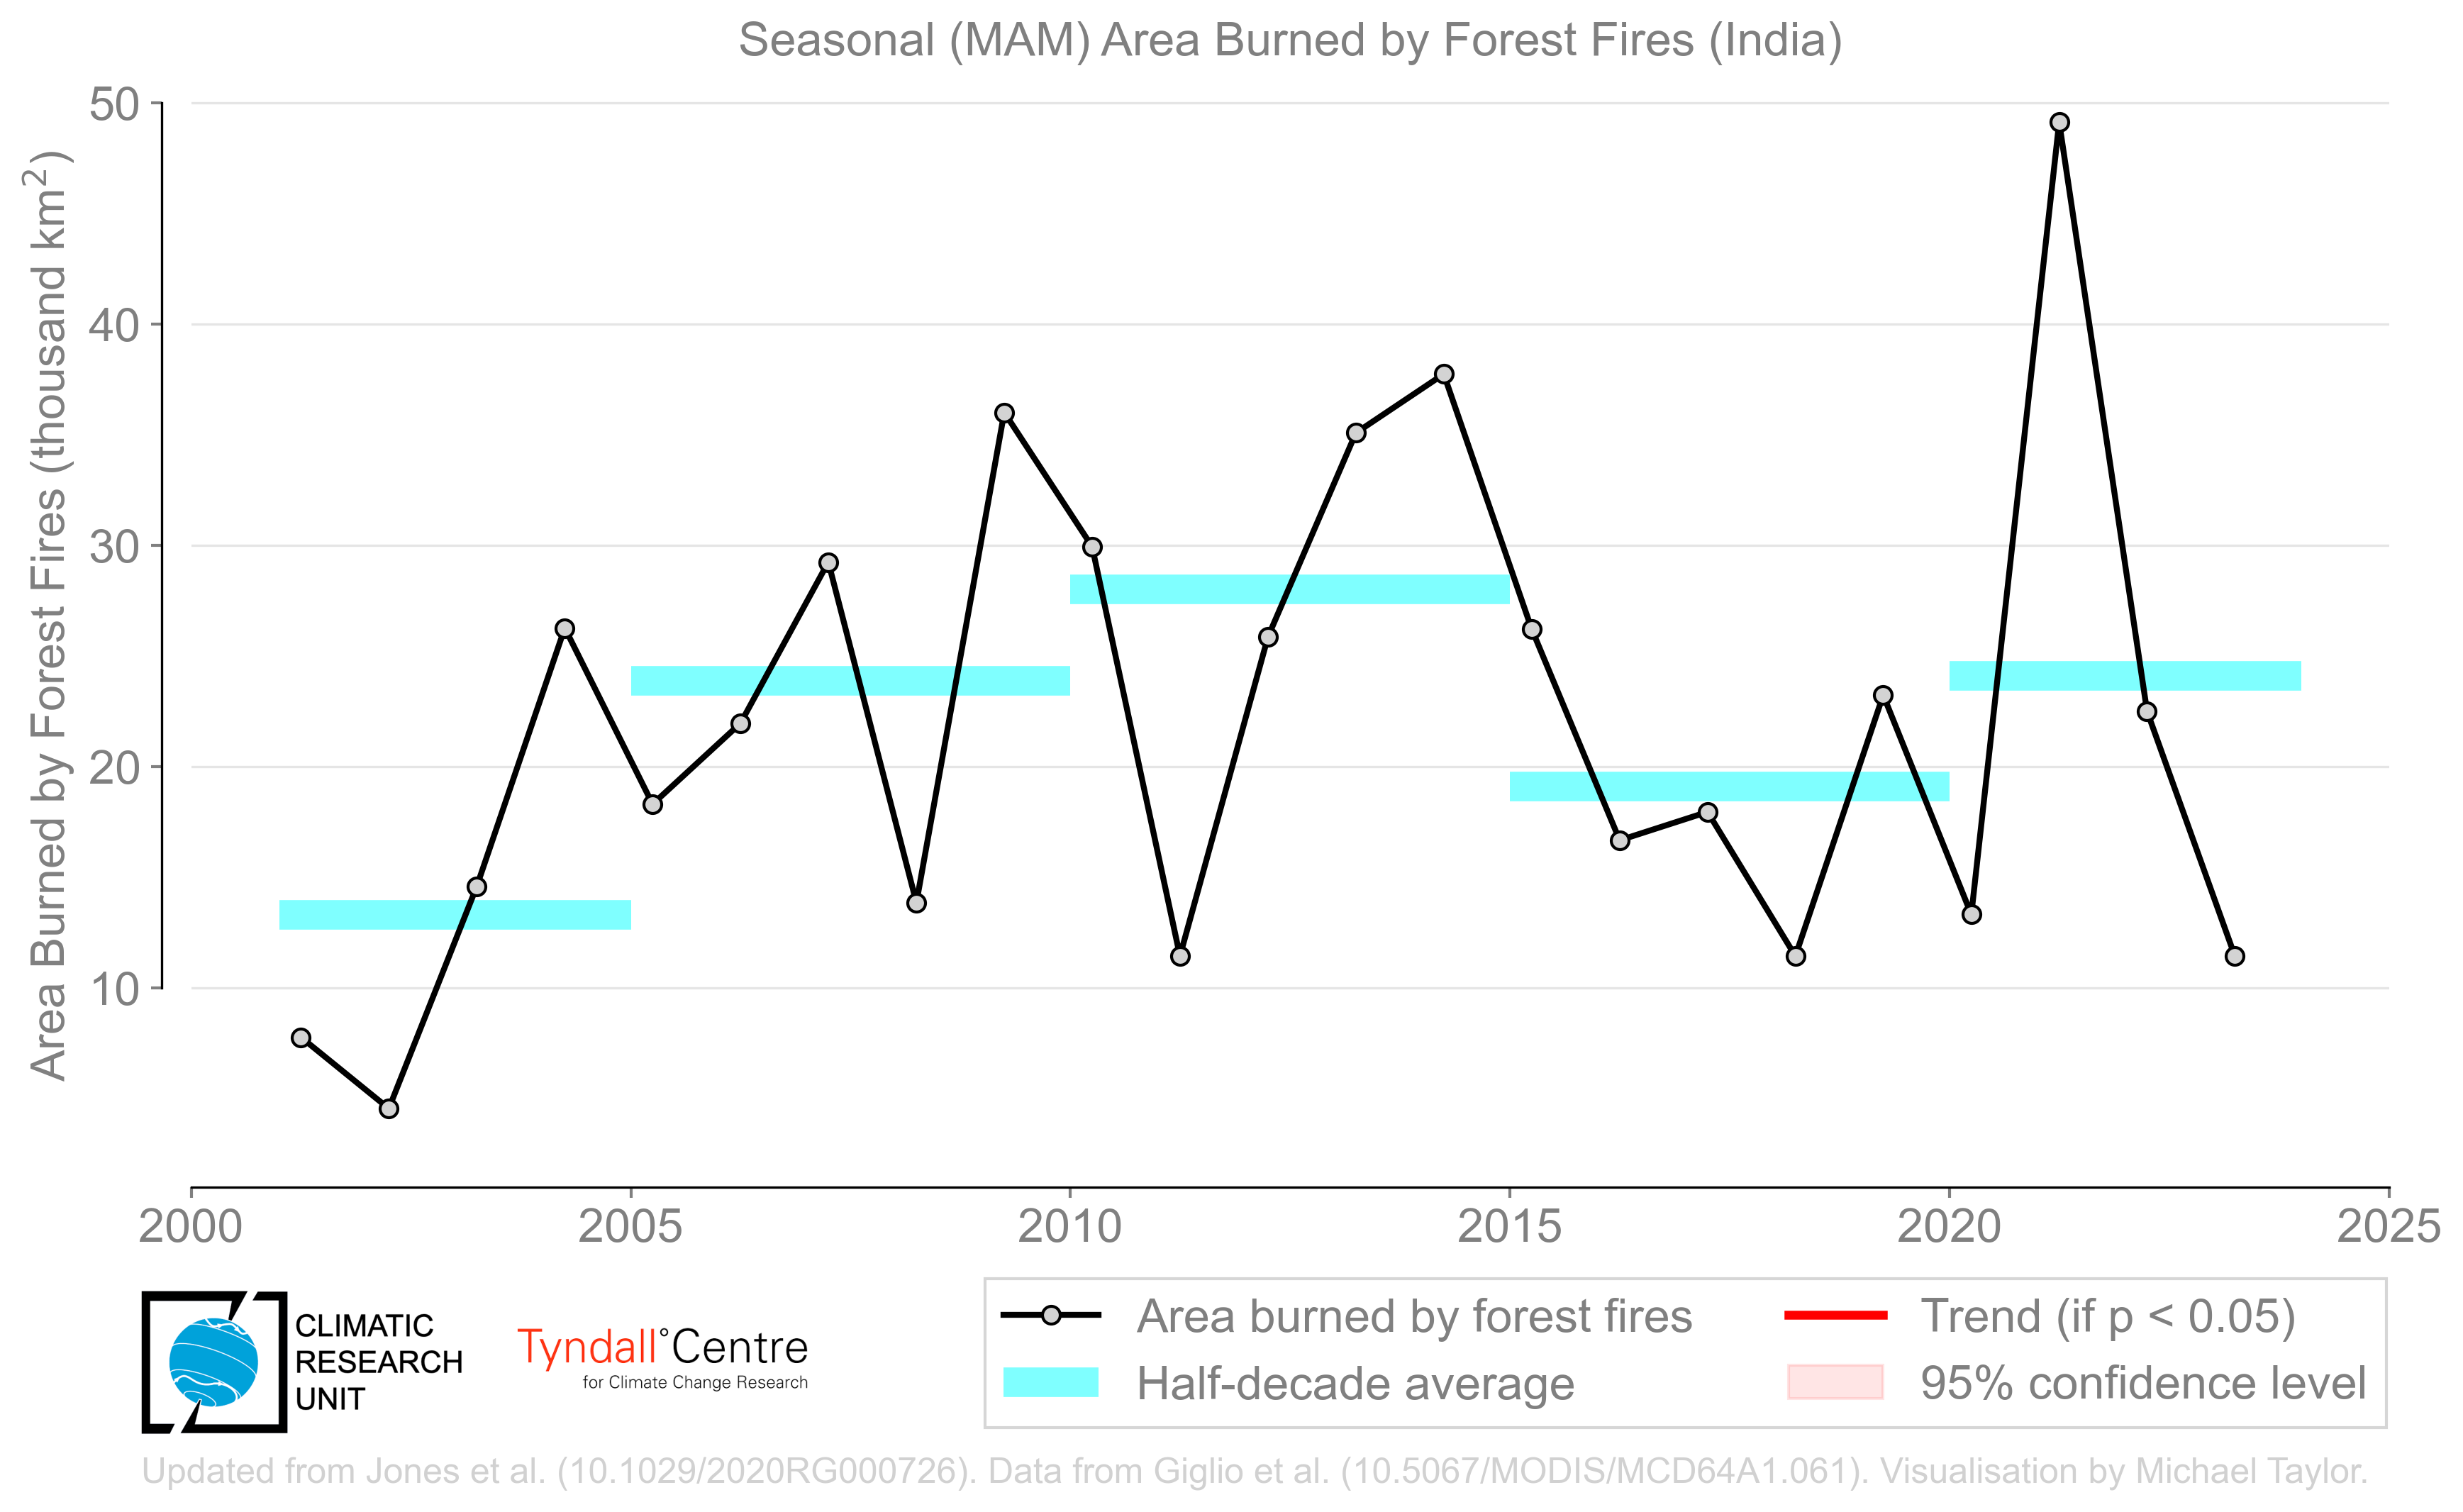 Seasonal (MAM) Area Burned by Forest Fires (India)
Area Burned by Forest Fires (thousand km²)
50
40
30
20
10
2000 2005 2010 2015 2020 2025
CLIMATIC
RESEARCH
UNIT
Tyndall°Centre
for Climate Change Research
Area burned by forest fires
Half-decade average
Trend (if p < 0.05)
95% confidence level
Updated from Jones et al. (10.1029/2020RG000726). Data from Giglio et al. (10.5067/MODIS/MCD64A1.061). Visualisation by Michael Taylor.